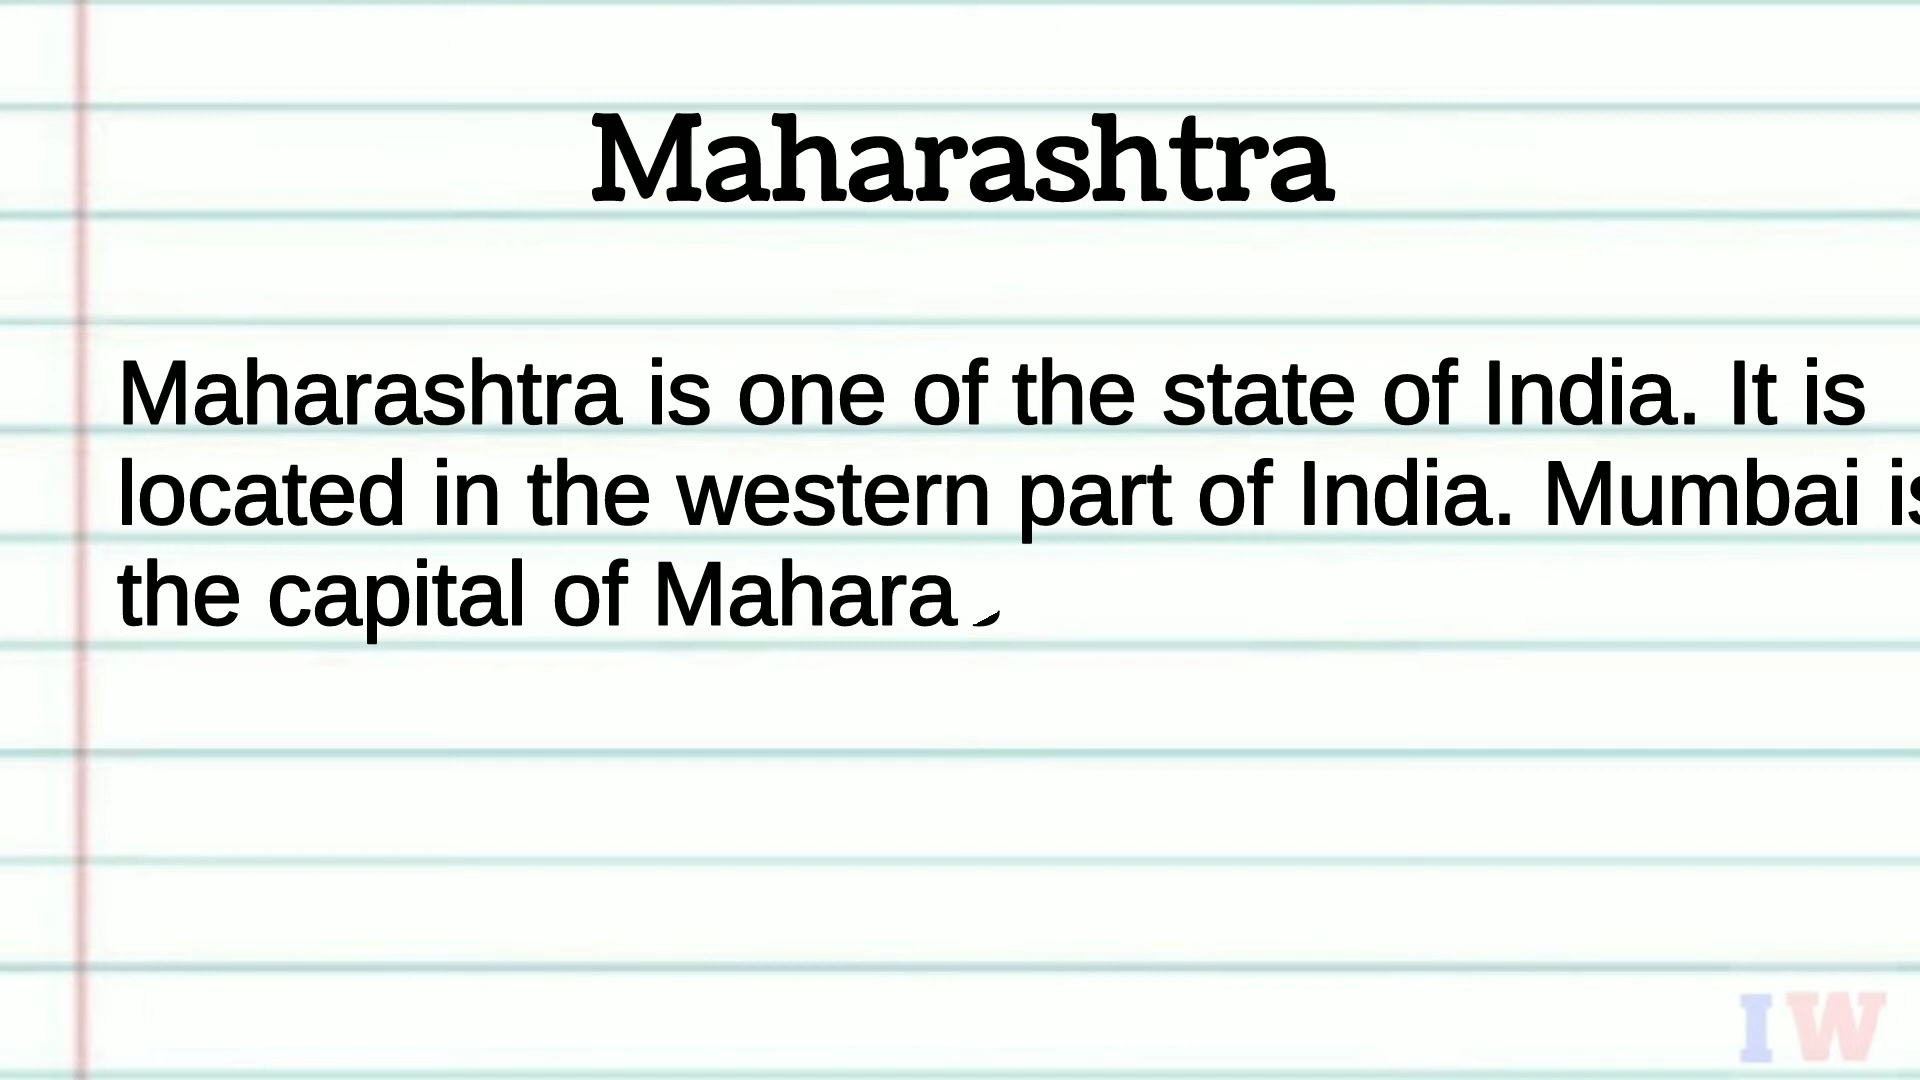 Maharashtra
Maharashtra is one of the state of India. It is
located in the western part of India. Mumbai is
the capital of Mahara
IW